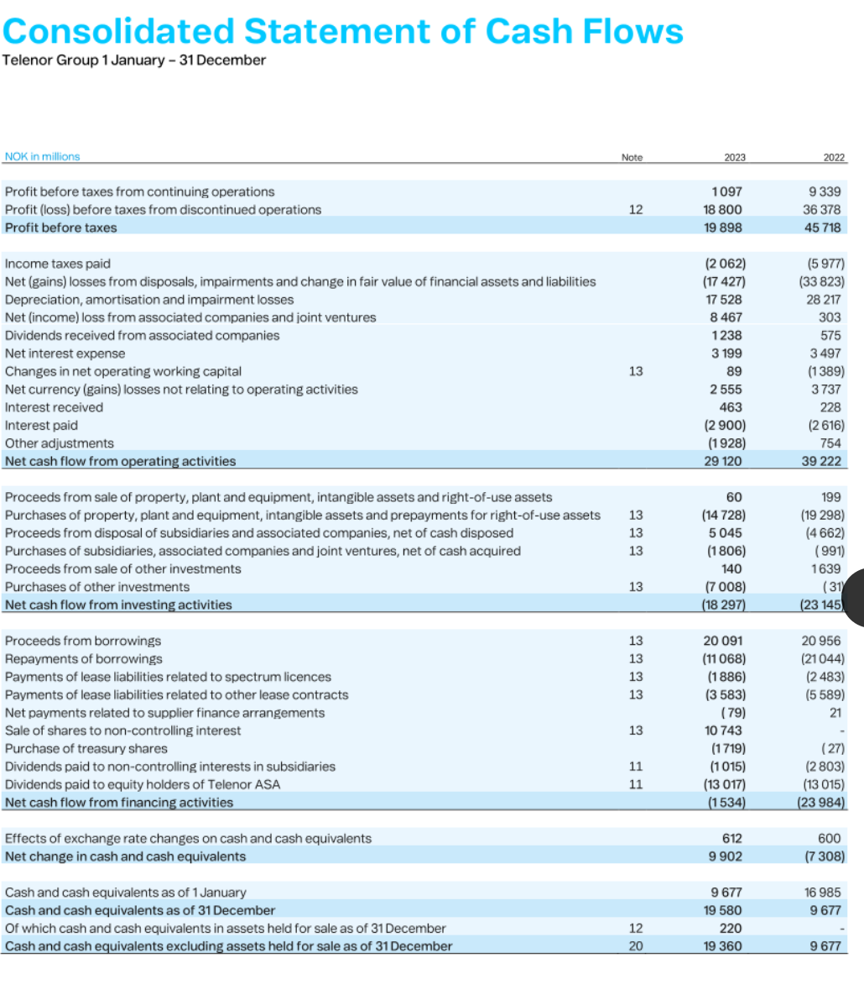 Consolidated Statement of Cash Flows
Telenor Group 1 January – 31 December
NOK in millions Note 2023 2022
Profit before taxes from continuing operations 1 097 9 339
Profit (loss) before taxes from discontinued operations 12 18 800 36 378
Profit before taxes 19 898 45 718
Income taxes paid (2 062) (5 977)
Net (gains) losses from disposals, impairments and change in fair value of financial assets and liabilities (17 427) (33 823)
Depreciation, amortisation and impairment losses 17 528 28 217
Net (income) loss from associated companies and joint ventures 8 467 303
Dividends received from associated companies 1 238 575
Net interest expense 3 199 3 497
Changes in net operating working capital 13 89 (1 389)
Net currency (gains) losses not relating to operating activities 2 555 3 737
Interest received 463 228
Interest paid (2 900) (2 616)
Other adjustments (1 928) 754
Net cash flow from operating activities 29 120 39 222
Proceeds from sale of property, plant and equipment, intangible assets and right-of-use assets 60 199
Purchases of property, plant and equipment, intangible assets and prepayments for right-of-use assets 13 (14 728) (19 298)
Proceeds from disposal of subsidiaries and associated companies, net of cash disposed 13 5 045 (4 662)
Purchases of subsidiaries, associated companies and joint ventures, net of cash acquired 13 (1 806) ( 991)
Proceeds from sale of other investments 140 1 639
Purchases of other investments 13 (7 008) ( 31)
Net cash flow from investing activities (18 297) (23 145)
Proceeds from borrowings 13 20 091 20 956
Repayments of borrowings 13 (11 068) (21 044)
Payments of lease liabilities related to spectrum licences 13 (1 886) (2 483)
Payments of lease liabilities related to other lease contracts 13 (3 583) (5 589)
Net payments related to supplier finance arrangements ( 79) 21
Sale of shares to non-controlling interest 13 10 743 -
Purchase of treasury shares (1 719) ( 27)
Dividends paid to non-controlling interests in subsidiaries 11 (1 015) (2 803)
Dividends paid to equity holders of Telenor ASA 11 (13 017) (13 015)
Net cash flow from financing activities (1 534) (23 984)
Effects of exchange rate changes on cash and cash equivalents 612 600
Net change in cash and cash equivalents 9 902 (7 308)
Cash and cash equivalents as of 1 January 9 677 16 985
Cash and cash equivalents as of 31 December 19 580 9 677
Of which cash and cash equivalents in assets held for sale as of 31 December 12 220 -
Cash and cash equivalents excluding assets held for sale as of 31 December 20 19 360 9 677